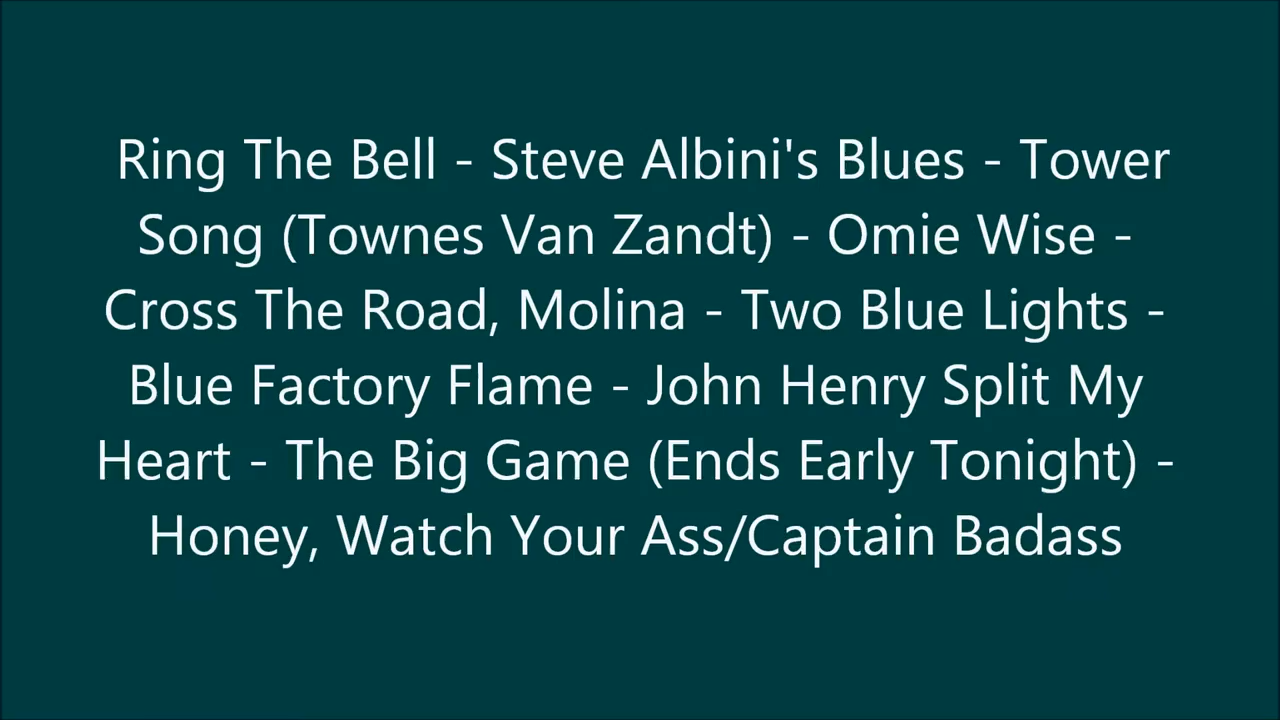 Ring The Bell - Steve Albini's Blues - Tower
Song (Townes Van Zandt) - Omie Wise -
Cross The Road, Molina - Two Blue Lights -
Blue Factory Flame - John Henry Split My
Heart - The Big Game (Ends Early Tonight) -
Honey, Watch Your Ass/Captain Badass